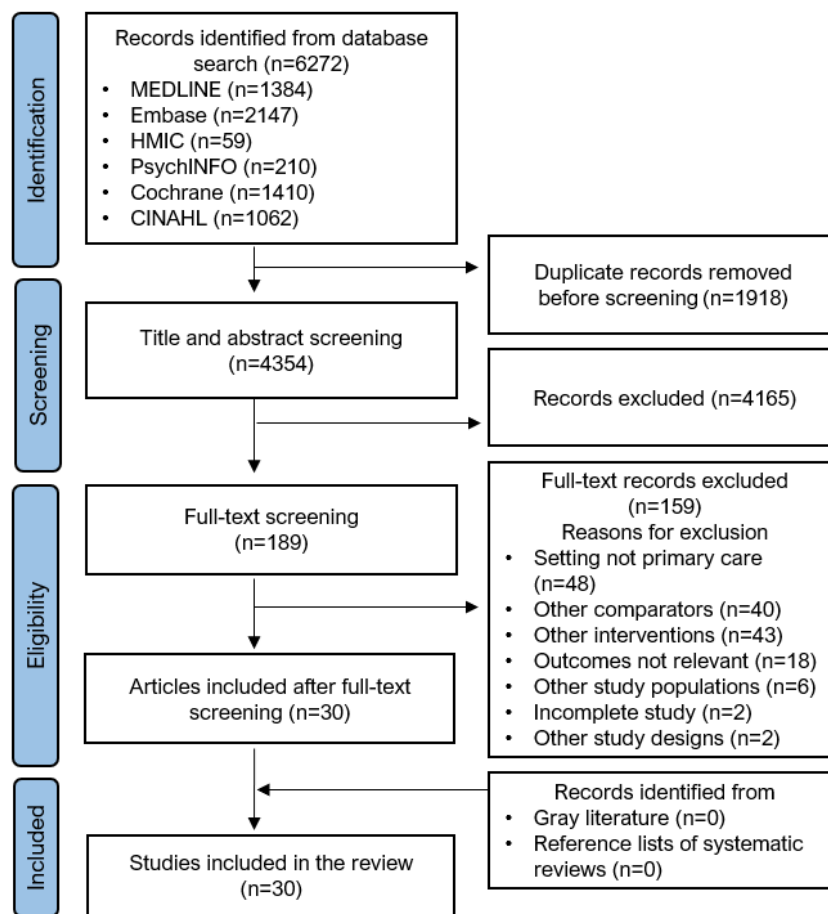 Identification
Records identified from database
search (n=6272)
• MEDLINE (n=1384)
• Embase (n=2147)
• HMIC (n=59)
• PsychINFO (n=210)
• Cochrane (n=1410)
• CINAHL (n=1062)
Duplicate records removed
before screening (n=1918)
Screening
Title and abstract screening
(n=4354)
Records excluded (n=4165)
Eligibility
Full-text screening
(n=189)
Full-text records excluded
(n=159)
Reasons for exclusion
• Setting not primary care
(n=48)
• Other comparators (n=40)
• Other interventions (n=43)
• Outcomes not relevant (n=18)
• Other study populations (n=6)
• Incomplete study (n=2)
• Other study designs (n=2)
Articles included after full-text
screening (n=30)
Included
Records identified from
• Gray literature (n=0)
• Reference lists of systematic
reviews (n=0)
Studies included in the review
(n=30)